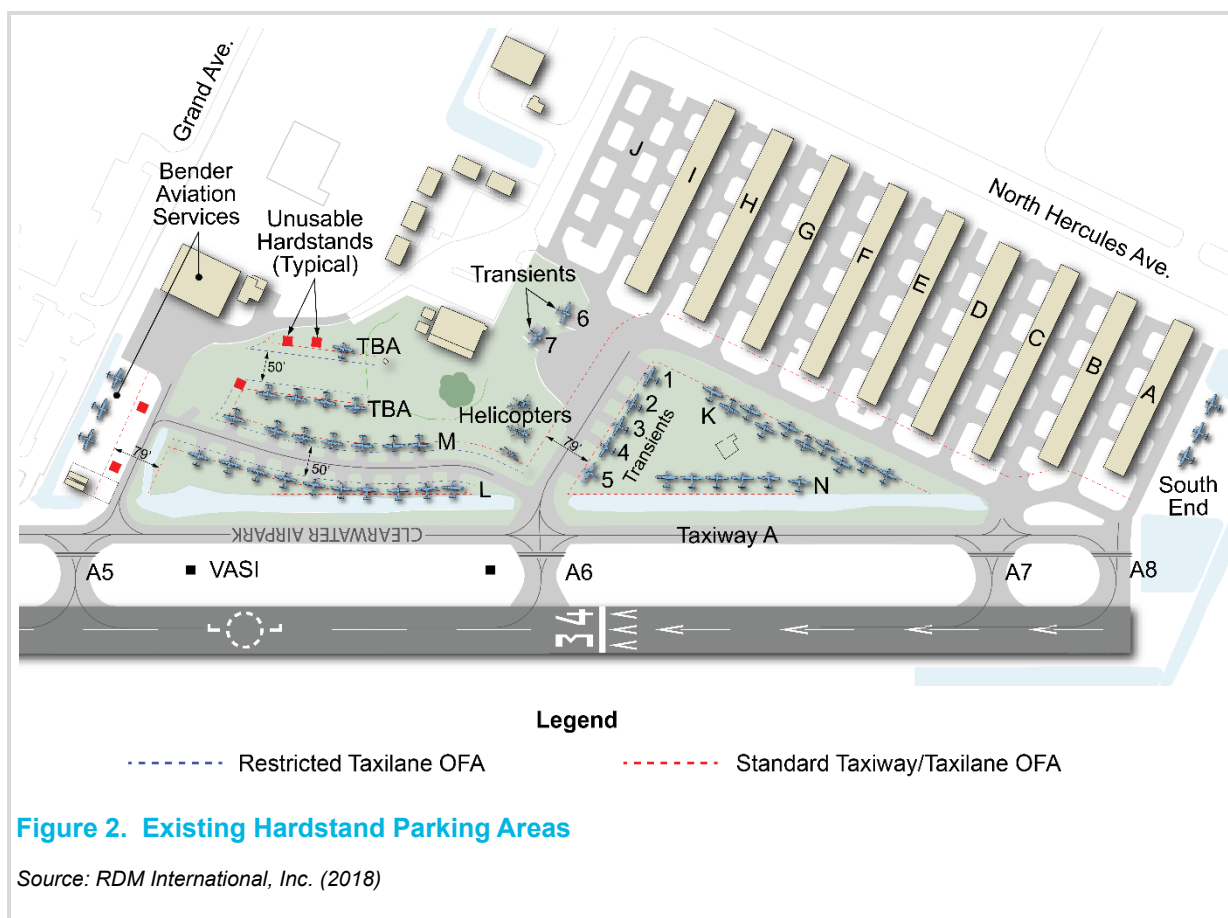 Grand Ave.
Bender
Aviation
Services
Unusable
Hardstands
(Typical)
Transients
6
7
J
I
H
G
F
E
D
C
B
A
North Hercules Ave.
TBA
50'
TBA
Helicopters
M
50'
L
79'
79'
1
2
3
4
5
Transients
K
N
South
End
CLEARWATER AIRPARK
Taxiway A
A5
VASI
A6
A7
A8
34
Legend
Restricted Taxilane OFA
Standard Taxiway/Taxilane OFA
Figure 2. Existing Hardstand Parking Areas
Source: RDM International, Inc. (2018)